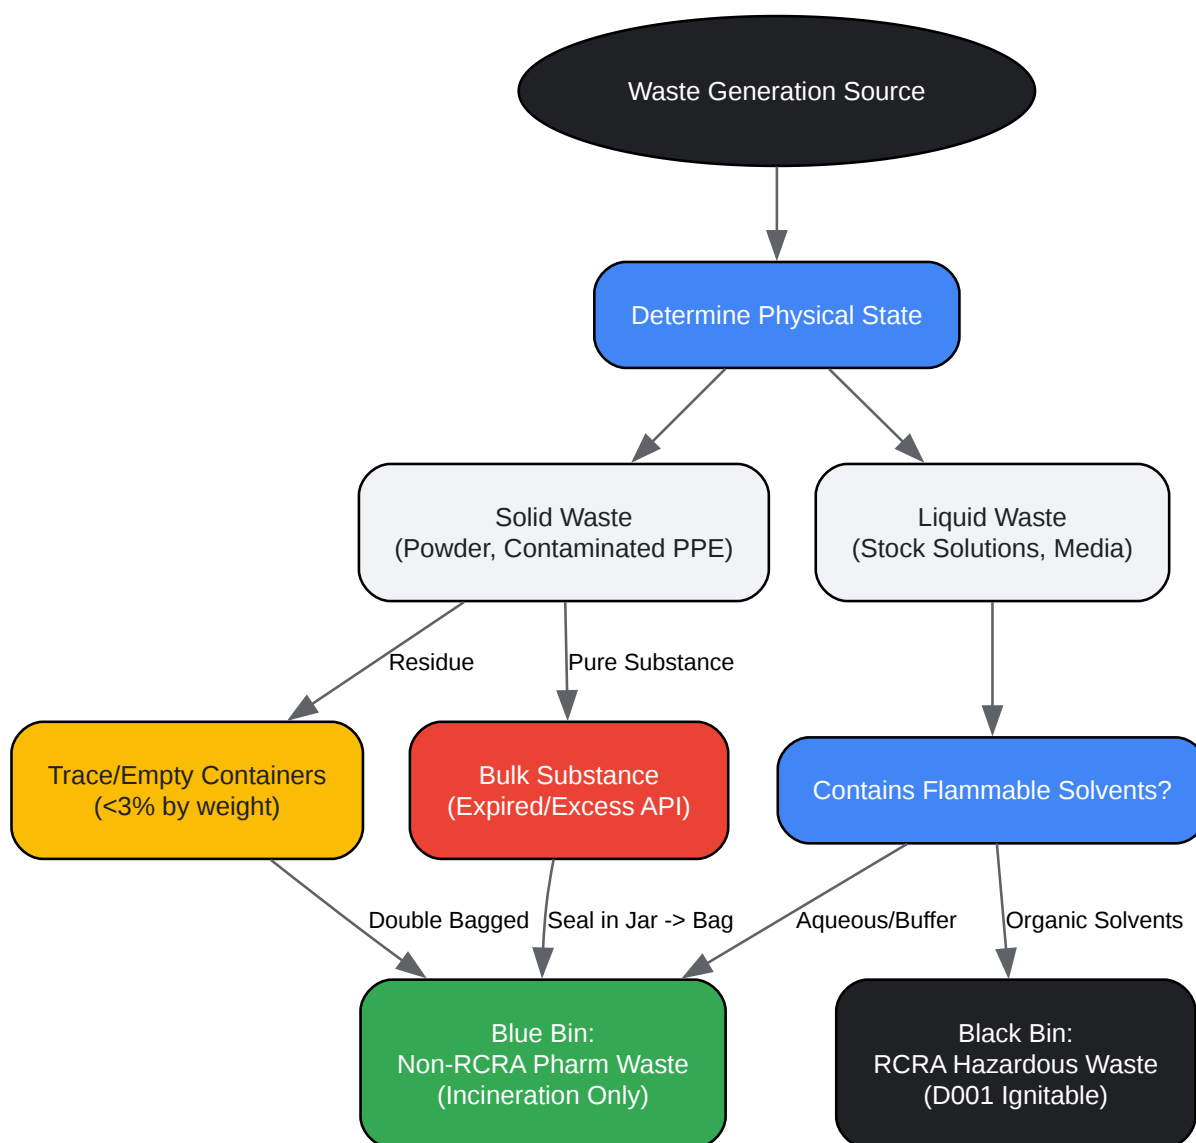 Waste Generation Source
Determine Physical State
Solid Waste
(Powder, Contaminated PPE)
Liquid Waste
(Stock Solutions, Media)
Residue
Pure Substance
Trace/Empty Containers
(<3% by weight)
Bulk Substance
(Expired/Excess API)
Contains Flammable Solvents?
Double Bagged
Seal in Jar -> Bag
Aqueous/Buffer
Organic Solvents
Blue Bin:
Non-RCRA Pharm Waste
(Incineration Only)
Black Bin:
RCRA Hazardous Waste
(D001 Ignitable)